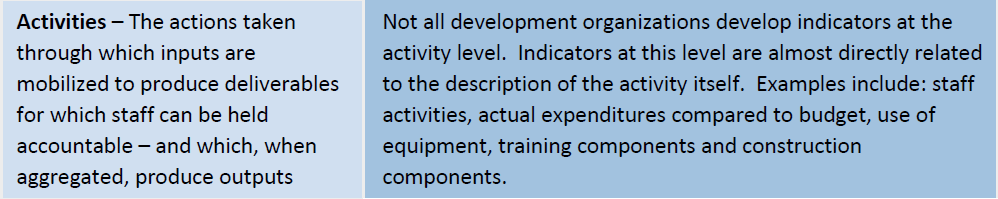 Activities – The actions taken
through which inputs are
mobilized to produce deliverables
for which staff can be held
accountable – and which, when
aggregated, produce outputs
Not all development organizations develop indicators at the
activity level.  Indicators at this level are almost directly related
to the description of the activity itself.  Examples include: staff
activities, actual expenditures compared to budget, use of
equipment, training components and construction
components.